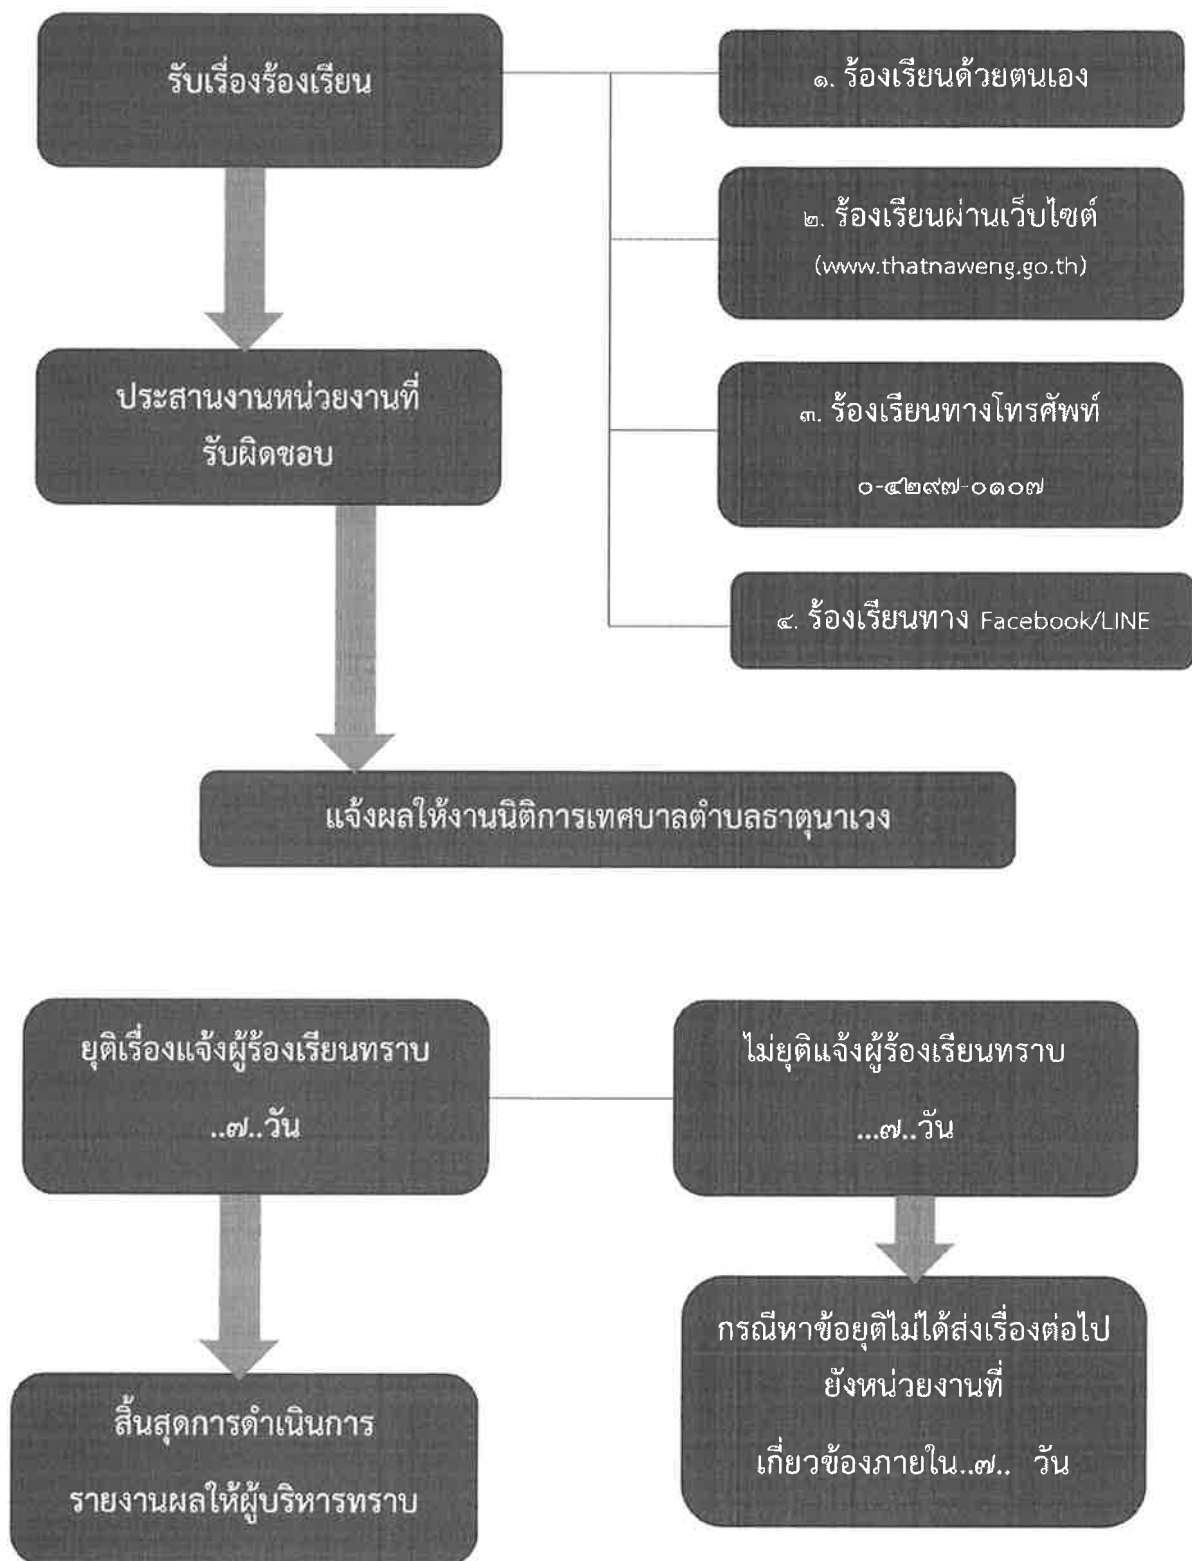 รับเรื่องร้องเรียน
๑. ร้องเรียนด้วยตนเอง
๒. ร้องเรียนผ่านเว็บไซต์
(www.thatnaweng.go.th)
ประสานงานหน่วยงานที่
รับผิดชอบ
๓. ร้องเรียนทางโทรศัพท์
๐-๔๒๙๗-๐๑๐๗
๔. ร้องเรียนทาง Facebook/LINE
แจ้งผลให้งานนิติการเทศบาลตำบลธาตุนาเวง
ยุติเรื่องแจ้งผู้ร้องเรียนทราบ
..๗..วัน
ไม่ยุติแจ้งผู้ร้องเรียนทราบ
...๗..วัน
สิ้นสุดการดำเนินการ
รายงานผลให้ผู้บริหารทราบ
กรณีหาข้อยุติไม่ได้ส่งเรื่องต่อไป
ยังหน่วยงานที่
เกี่ยวข้องภายใน..๗.. วัน